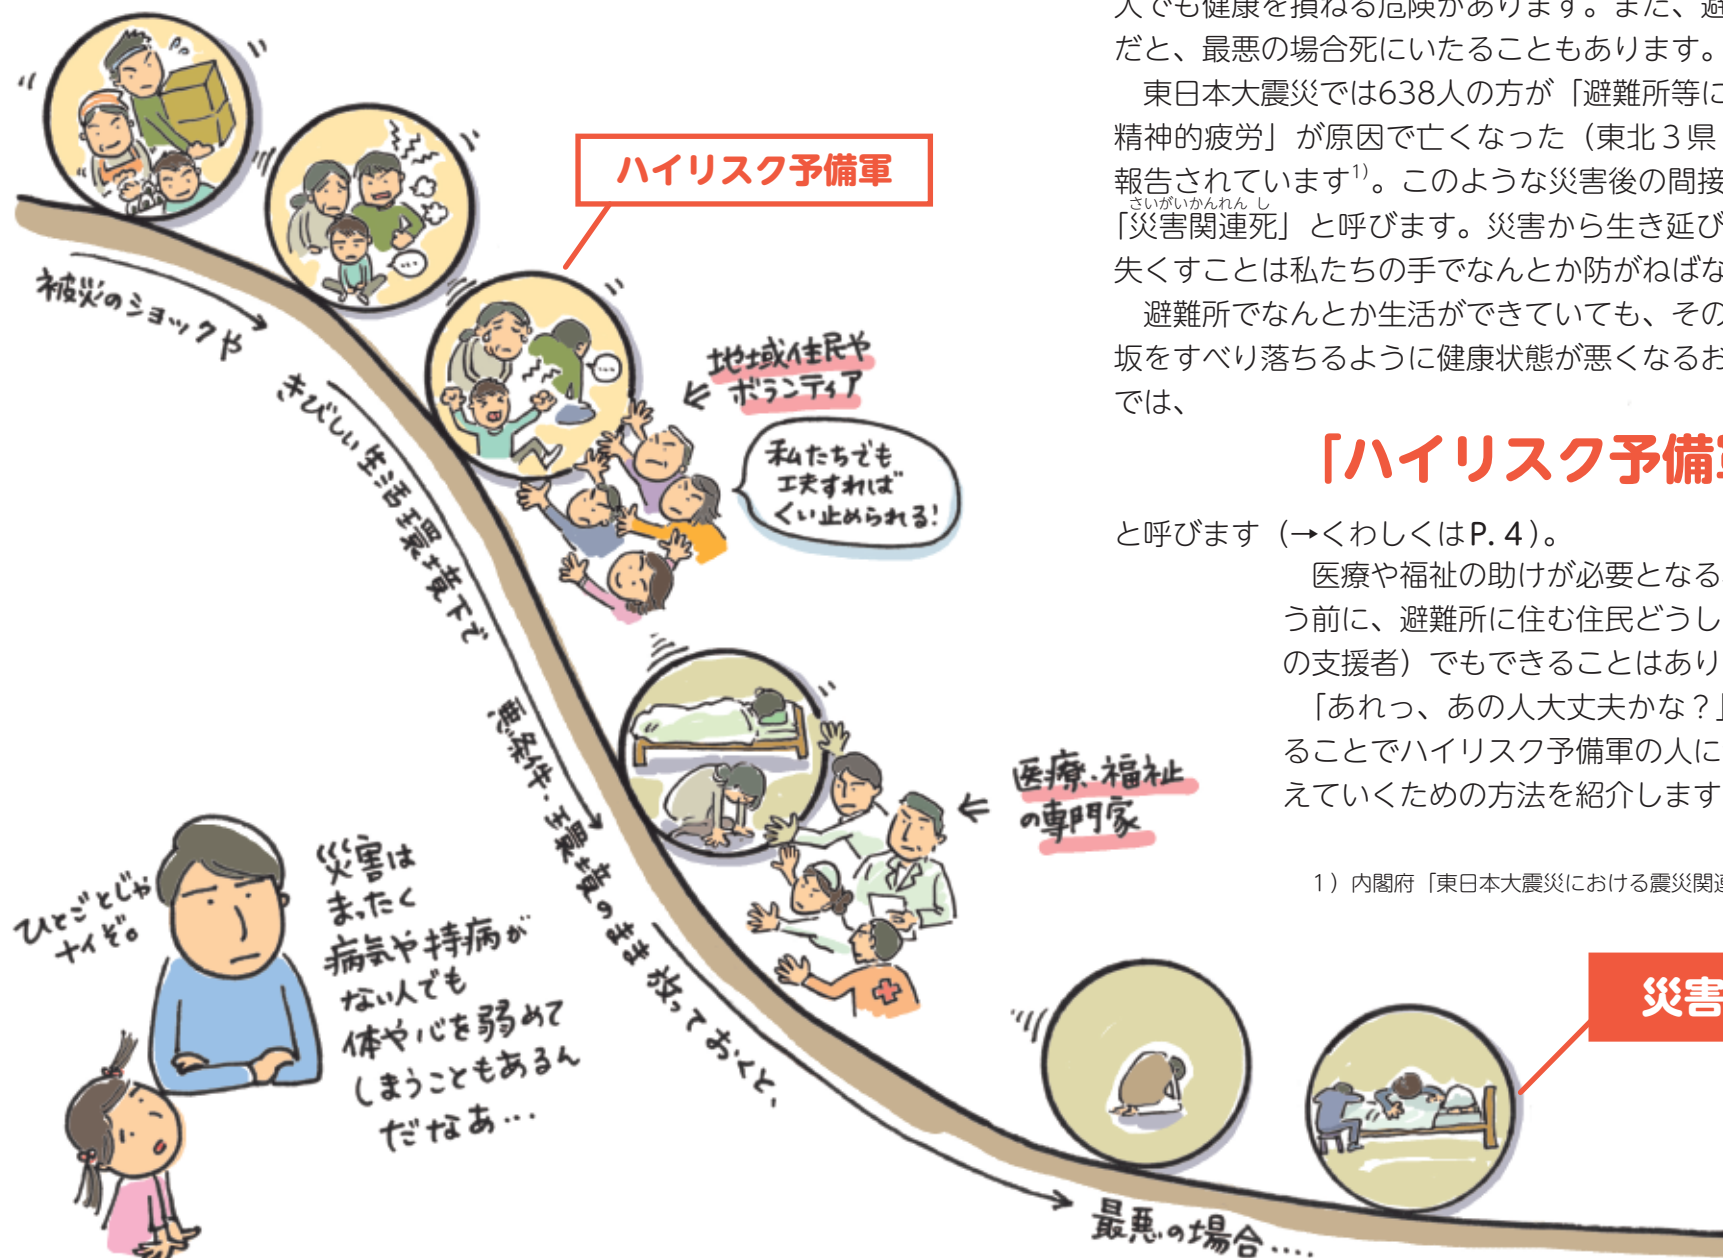 人でも健康を損ねる危険があります。また、避
だと、最悪の場合死にいたることもあります。
東日本大震災では638人の方が「避難所等に
精神的疲労」が原因で亡くなった（東北３県
報告されています1)。このような災害後の間接
さいがいかんれんし
「災害関連死」と呼びます。災害から生き延び
失くすことは私たちの手でなんとか防がねばな
避難所でなんとか生活ができていても、その
坂をすべり落ちるように健康状態が悪くなるお
では、
「ハイリスク予備軍
と呼びます（→くわしくはP. 4）。
医療や福祉の助けが必要となる
う前に、避難所に住む住民どうし
の支援者）でもできることはあり
「あれっ、あの人大丈夫かな？」
ることでハイリスク予備軍の人に
えていくための方法を紹介します
1）内閣府「東日本大震災における震災関連
ハイリスク予備軍
被災のショックや
きびしい生活環境下で
悪条件・環境のまま放っておくと、
最悪の場合‥‥
地域住民や
ボランティア
私たちでも
工夫すれば
くい止められる!
医療・福祉
の専門家
災害
ひとごとじゃ
ナイぞ。
災害は
まったく
病気や持病が
ない人でも
体や心を弱めて
しまうこともあるん
だなあ…
…
…